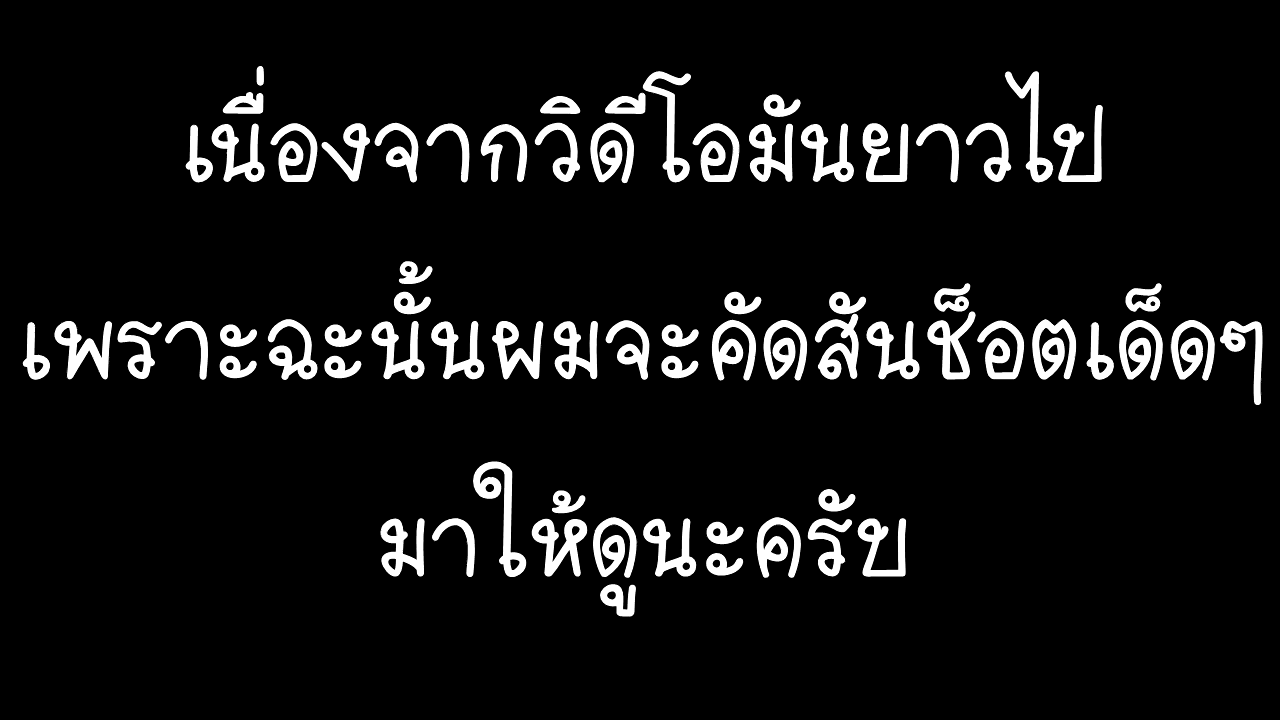 เนื่องจากวิดีโอมันยาวไป
เพราะฉะนั้นผมจะคัดสันช็อตเด็ดๆ
มาให้ดูนะครับ